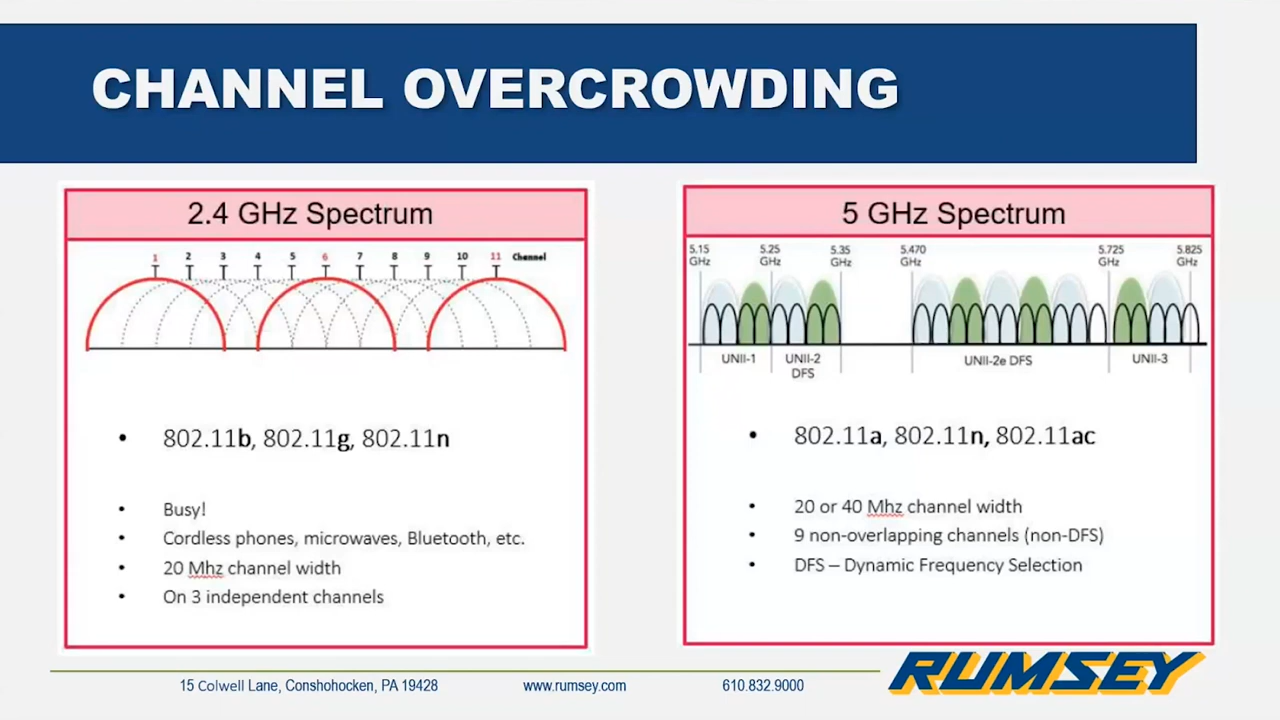 CHANNEL OVERCROWDING
2.4 GHz Spectrum
1 2 3 4 5 6 7 8 9 10 11 Channel
802.11b, 802.11g, 802.11n
Busy!
Cordless phones, microwaves, Bluetooth, etc.
20 Mhz channel width
On 3 independent channels
5 GHz Spectrum
5.15 5.25 5.35 5.470 5.725 5.825
GHz GHz GHz GHz GHz GHz
UNII-1 UNII-2 UNII-2e DFS UNII-3
DFS
802.11a, 802.11n, 802.11ac
20 or 40 Mhz channel width
9 non-overlapping channels (non-DFS)
DFS – Dynamic Frequency Selection
15 Colwell Lane, Conshohocken, PA 19428 www.rumsey.com 610.832.9000
RUMSEY